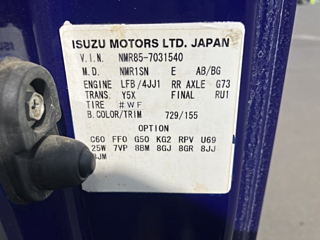 ISUZU MOTORS LTD. JAPAN
V.I.N. NMR85-7031540
M.D. NMR1SN E AB/BG
ENGINE LFB/4JJ1 RR AXLE G73
TRANS. Y5X FINAL RU1
TIRE #WF
B.COLOR/TRIM 729/155
OPTION
C60 FF0 G50 KG2 RPV U69
25W 7VP 8BM 8GJ 8GR 8JJ